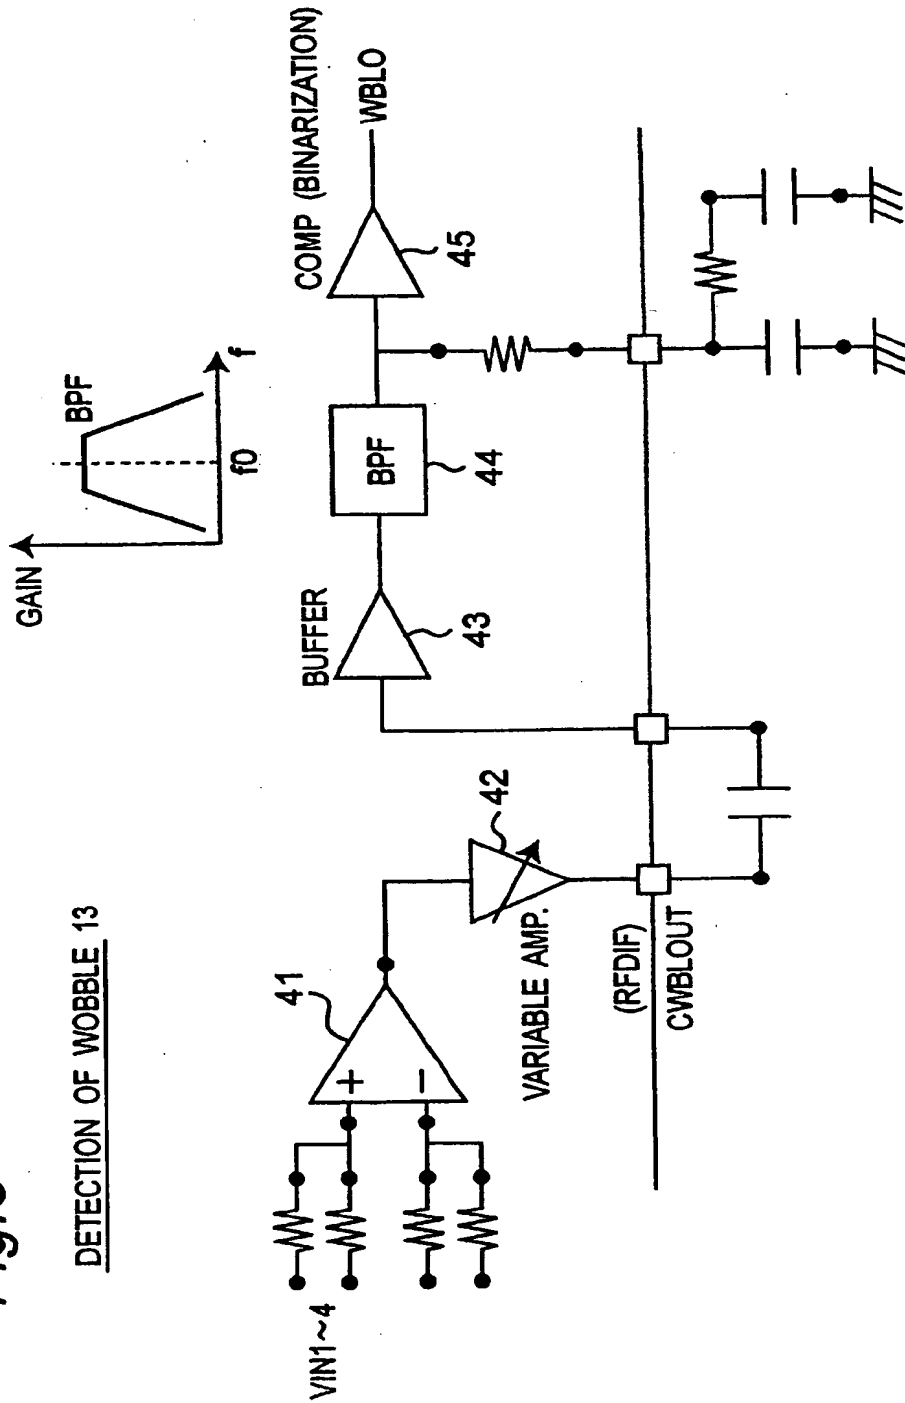 DETECTION OF WOBBLE 13
GAIN
BPF
f0
f
VIN1~4
+
−
41
42
VARIABLE AMP.
(RFDIF)
CWBLOUT
BUFFER
43
BPF
44
COMP (BINARIZATION)
45
WBLO